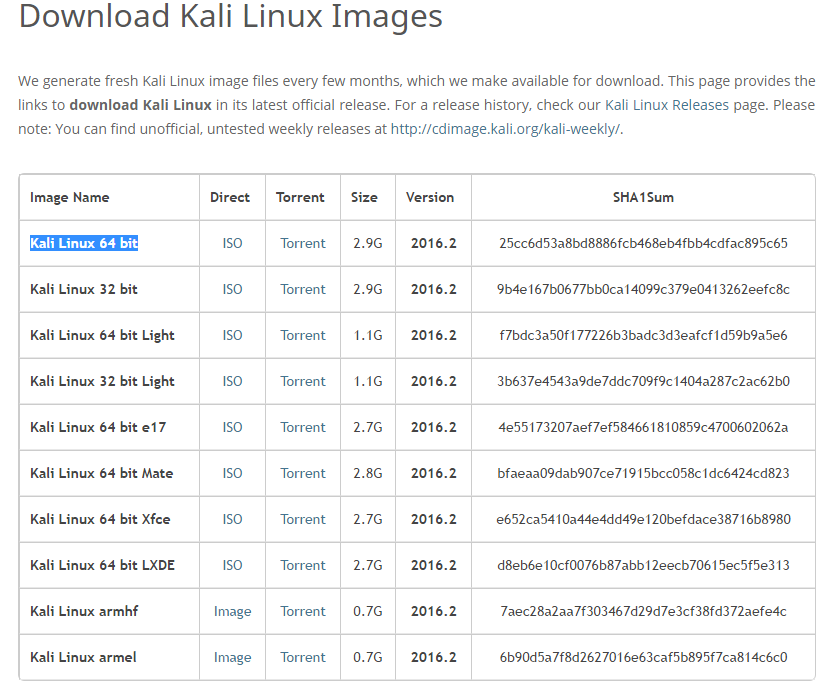 Download Kali Linux Images
We generate fresh Kali Linux image files every few months, which we make available for download. This page provides the
links to download Kali Linux in its latest official release. For a release history, check our Kali Linux Releases page. Please
note: You can find unofficial, untested weekly releases at http://cdimage.kali.org/kali-weekly/.
Image Name Direct Torrent Size Version SHA1Sum
Kali Linux 64 bit ISO Torrent 2.9G 2016.2 25cc6d53a8bd8886fcb468eb4fbb4cdfac895c65
Kali Linux 32 bit ISO Torrent 2.9G 2016.2 9b4e167b0677bb0ca14099c379e0413262eefc8c
Kali Linux 64 bit Light ISO Torrent 1.1G 2016.2 f7bdc3a50f177226b3badc3d3eafcf1d59b9a5e6
Kali Linux 32 bit Light ISO Torrent 1.1G 2016.2 3b637e4543a9de7ddc709f9c1404a287c2ac62b0
Kali Linux 64 bit e17 ISO Torrent 2.7G 2016.2 4e55173207aef7ef584661810859c4700602062a
Kali Linux 64 bit Mate ISO Torrent 2.8G 2016.2 bfaeaa09dab907ce71915bcc058c1dc6424cd823
Kali Linux 64 bit Xfce ISO Torrent 2.7G 2016.2 e652ca5410a44e4dd49e120befdace38716b8980
Kali Linux 64 bit LXDE ISO Torrent 2.7G 2016.2 d8eb6e10cf0076b87abb12eecb70615ec5f5e313
Kali Linux armhf Image Torrent 0.7G 2016.2 7aec28a2aa7f303467d29d7e3cf38fd372aefe4c
Kali Linux armel Image Torrent 0.7G 2016.2 6b90d5a7f8d2627016e63caf5b895f7ca814c6c0